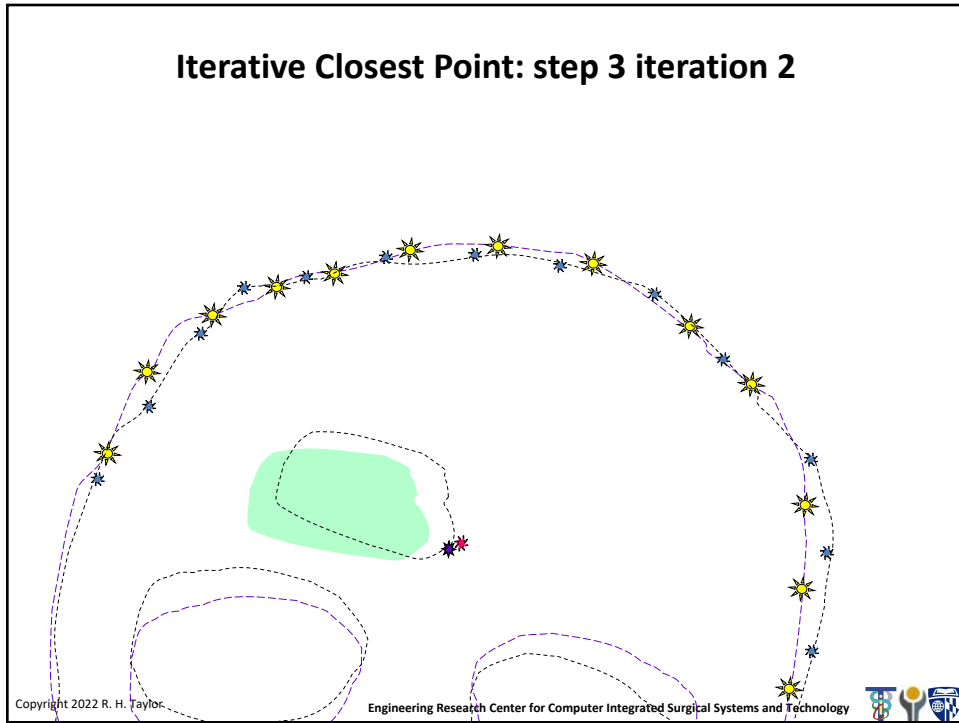 Iterative Closest Point: step 3 iteration 2
Copyright 2022 R. H. Taylor
Engineering Research Center for Computer Integrated Surgical Systems and Technology